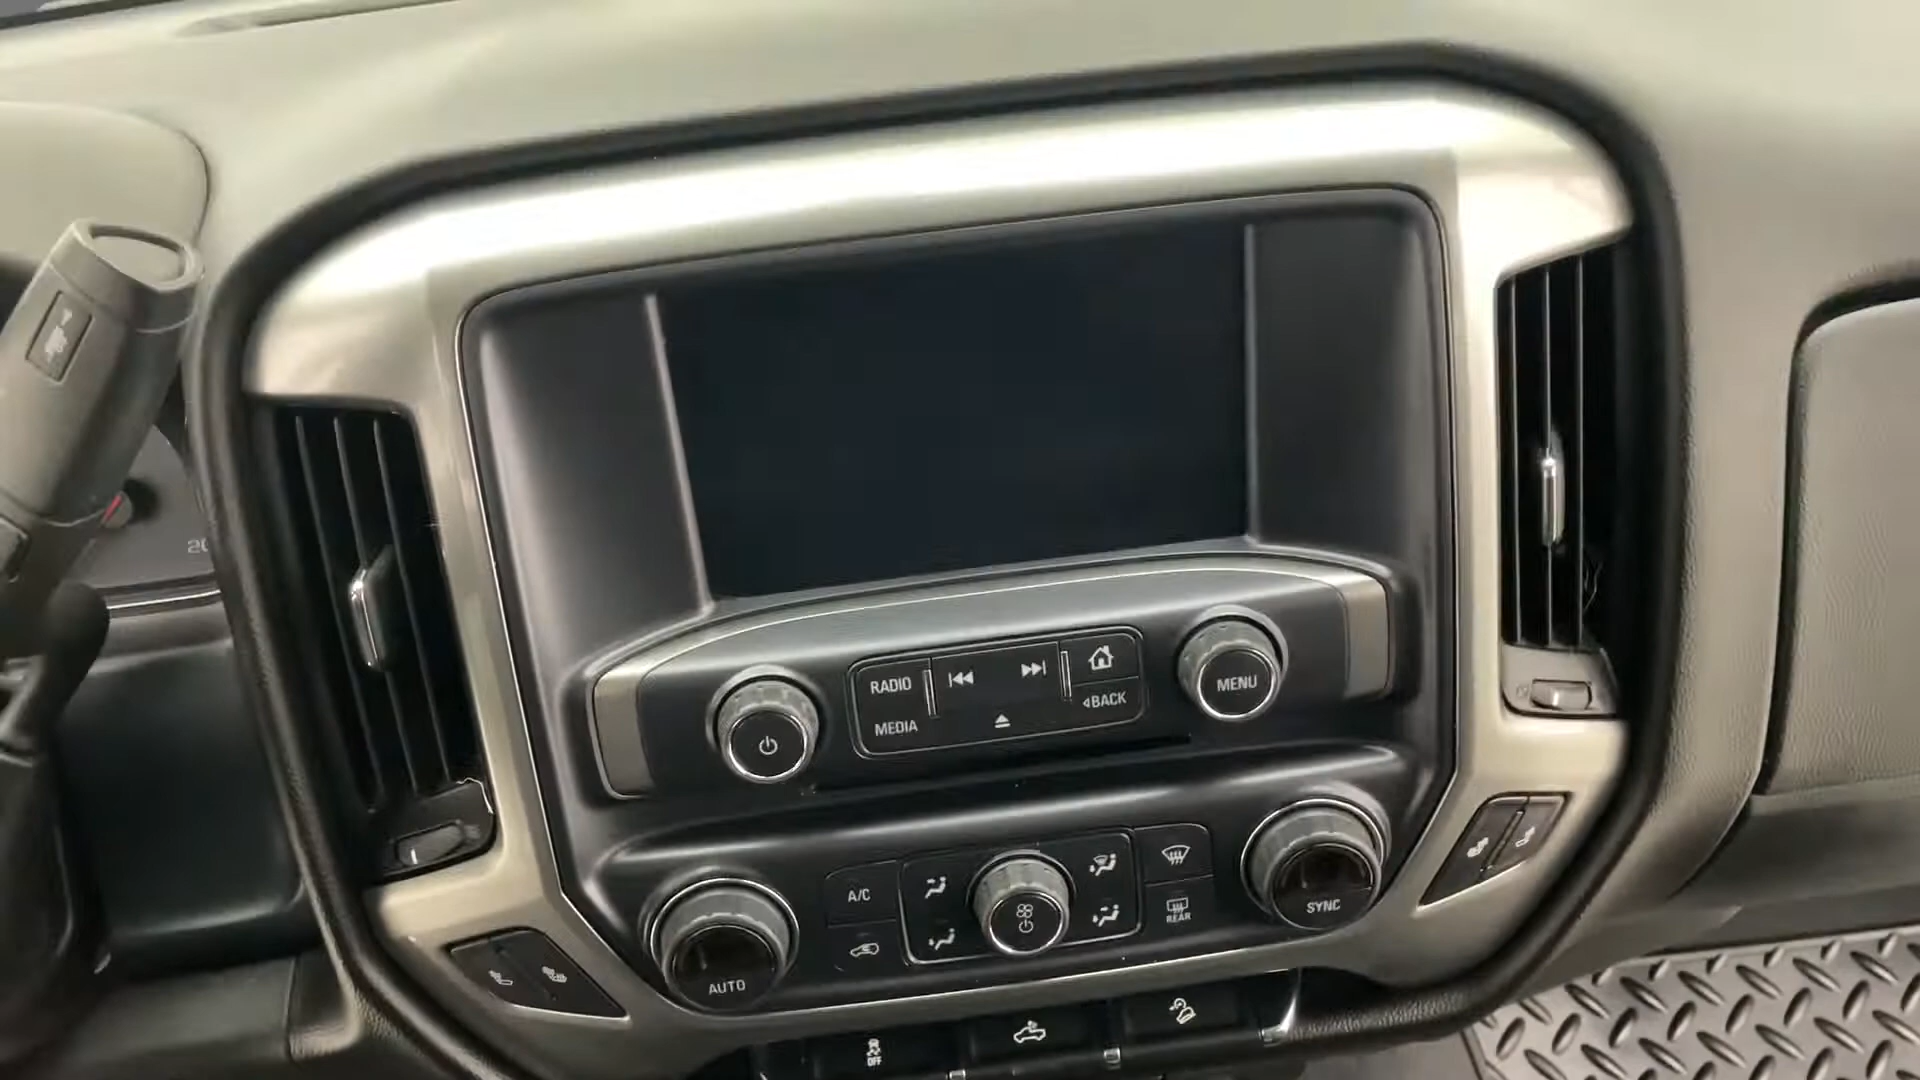 RADIO
MEDIA
BACK
MENU
A/C
REAR
AUTO
SYNC
OFF